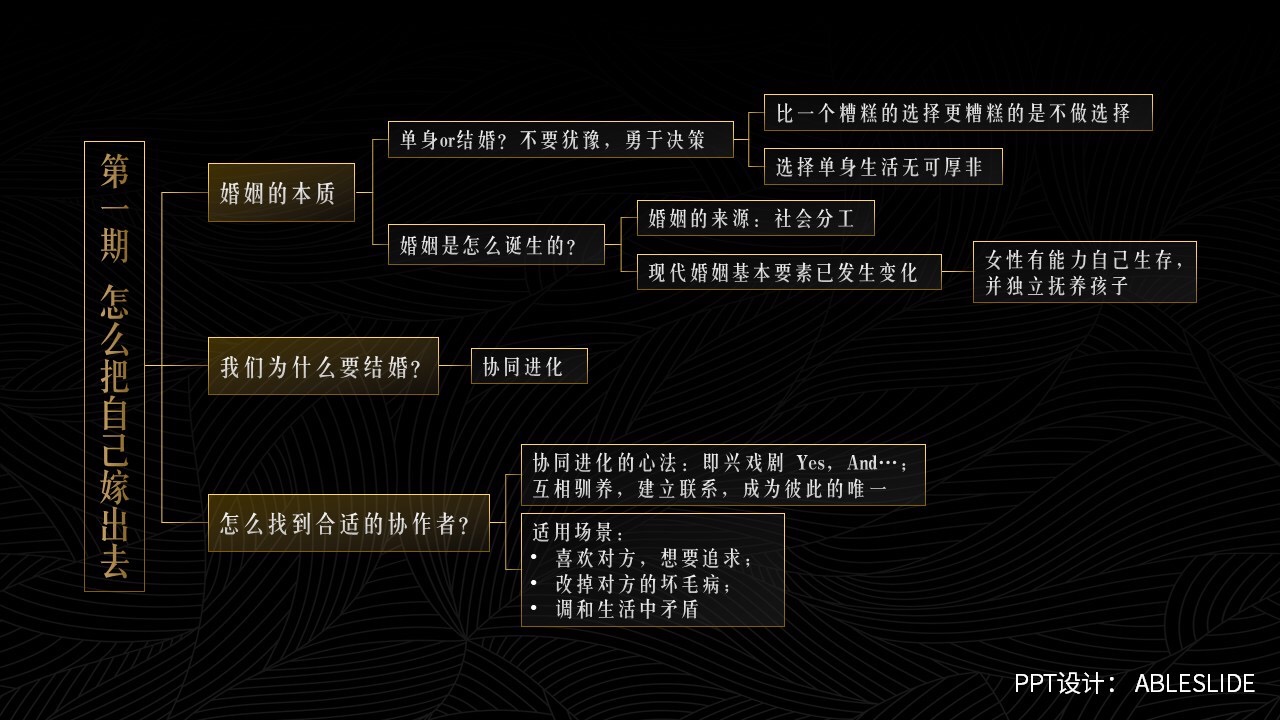 第一期 怎么把自己嫁出去
婚姻的本质
单身or结婚？不要犹豫，勇于决策
比一个糟糕的选择更糟糕的是不做选择
选择单身生活无可厚非
婚姻是怎么诞生的？
婚姻的来源：社会分工
现代婚姻基本要素已发生变化
女性有能力自己生存，
并独立抚养孩子
我们为什么要结婚？
协同进化
怎么找到合适的协作者？
协同进化的心法：即兴戏剧 Yes，And…；
互相驯养，建立联系，成为彼此的唯一
适用场景：
• 喜欢对方，想要追求；
• 改掉对方的坏毛病；
• 调和生活中矛盾
PPT设计： ABLESLIDE